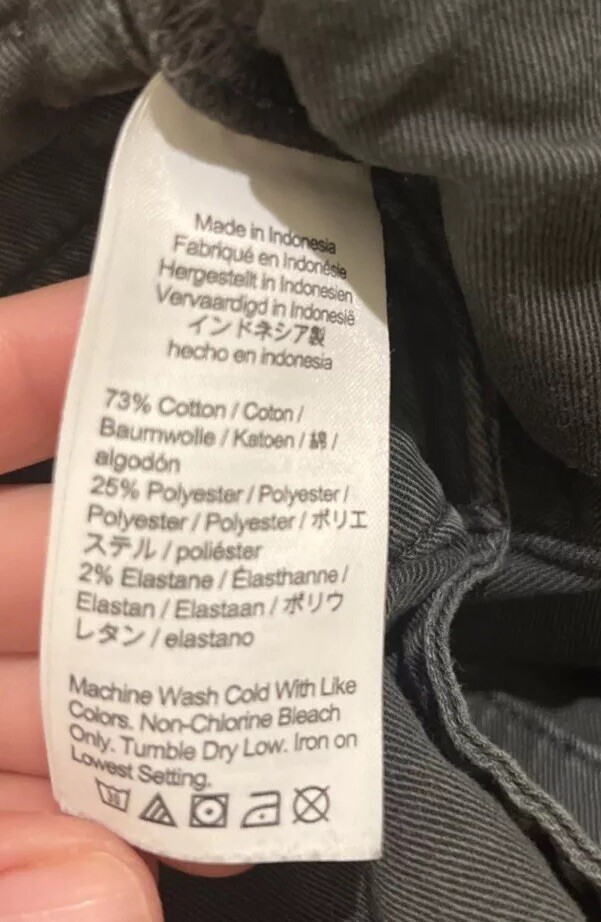 Made in Indonesia
Fabriqué en Indonésie
Hergestellt in Indonesien
Vervaardigd in Indonesië
インドネシア製
hecho en indonesia
73% Cotton / Coton /
Baumwolle / Katoen / 綿 /
algodón
25% Polyester / Polyester /
Polyester / Polyester / ポリエ
ステル / poliéster
2% Elastane / Élasthanne /
Elastan / Elastaan / ポリウ
レタン / elastano
Machine Wash Cold With Like
Colors. Non-Chlorine Bleach
Only. Tumble Dry Low. Iron on
Lowest Setting.